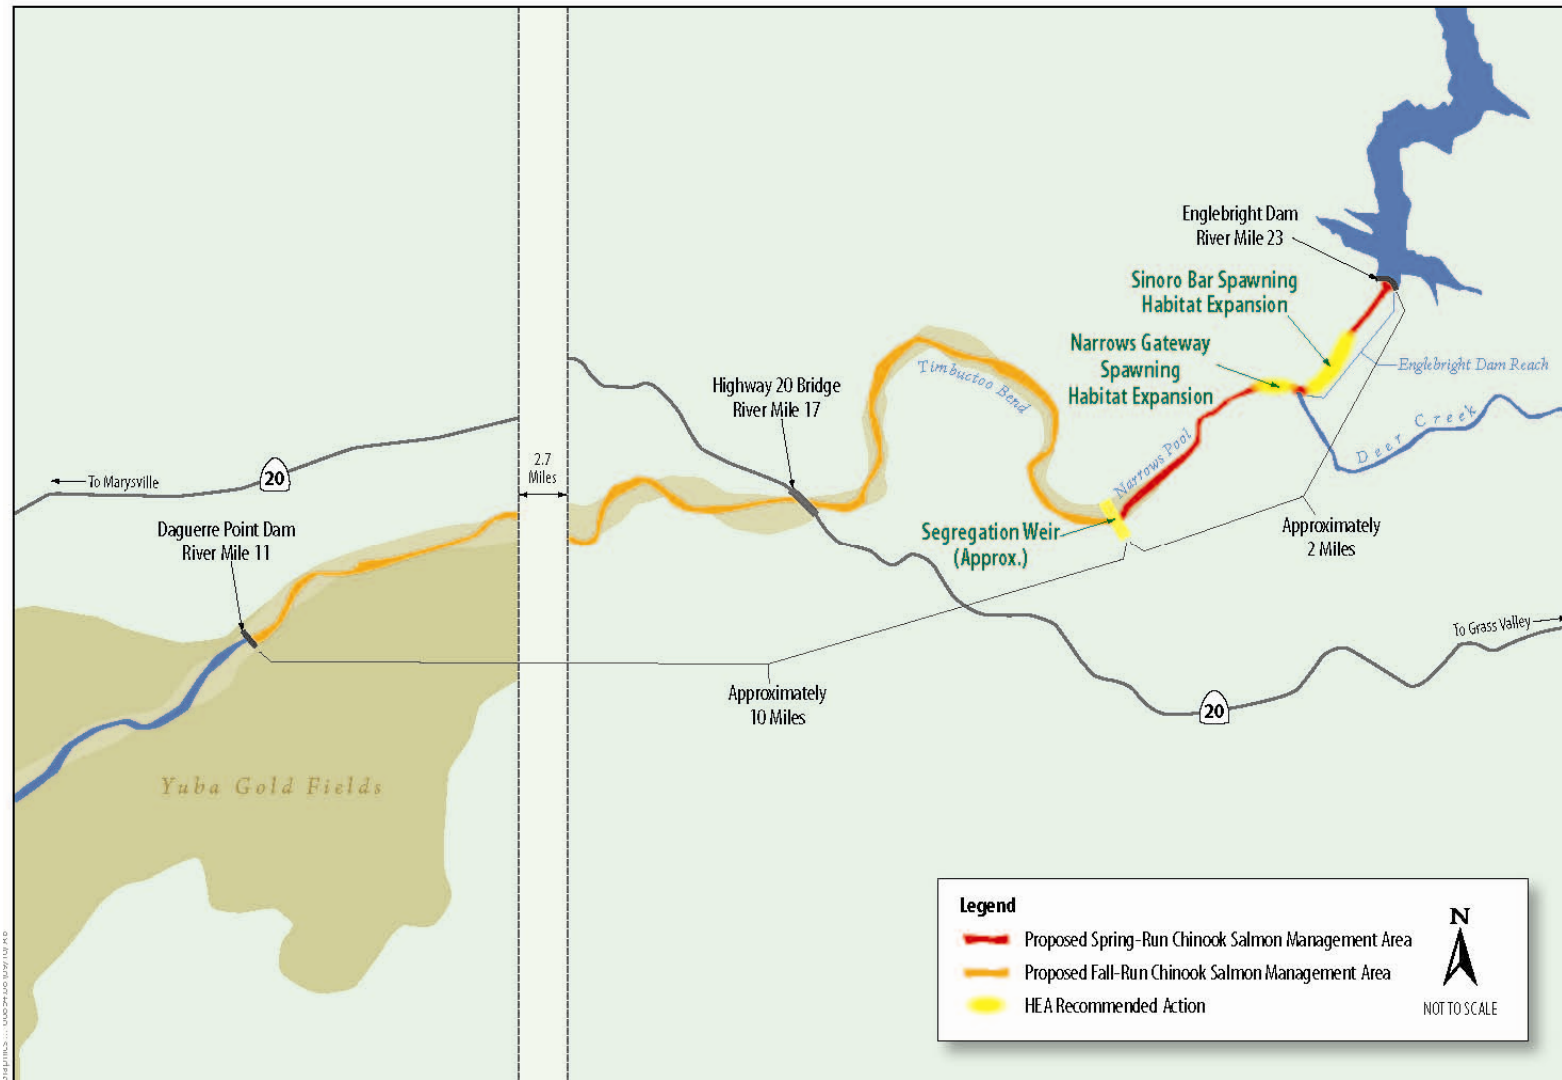 Englebright Dam
River Mile 23
Sinoro Bar Spawning
Habitat Expansion
Narrows Gateway
Spawning
Habitat Expansion
Englebright Dam Reach
Timbuctoo Bend
Highway 20 Bridge
River Mile 17
Deer Creek
Narrows Pool
2.7
Miles
20
To Marysville
Daguerre Point Dam
River Mile 11
Segregation Weir
(Approx.)
Approximately
2 Miles
To Grass Valley
Approximately
10 Miles
20
Yuba Gold Fields
Legend
Proposed Spring-Run Chinook Salmon Management Area
Proposed Fall-Run Chinook Salmon Management Area
HEA Recommended Action
N
NOT TO SCALE